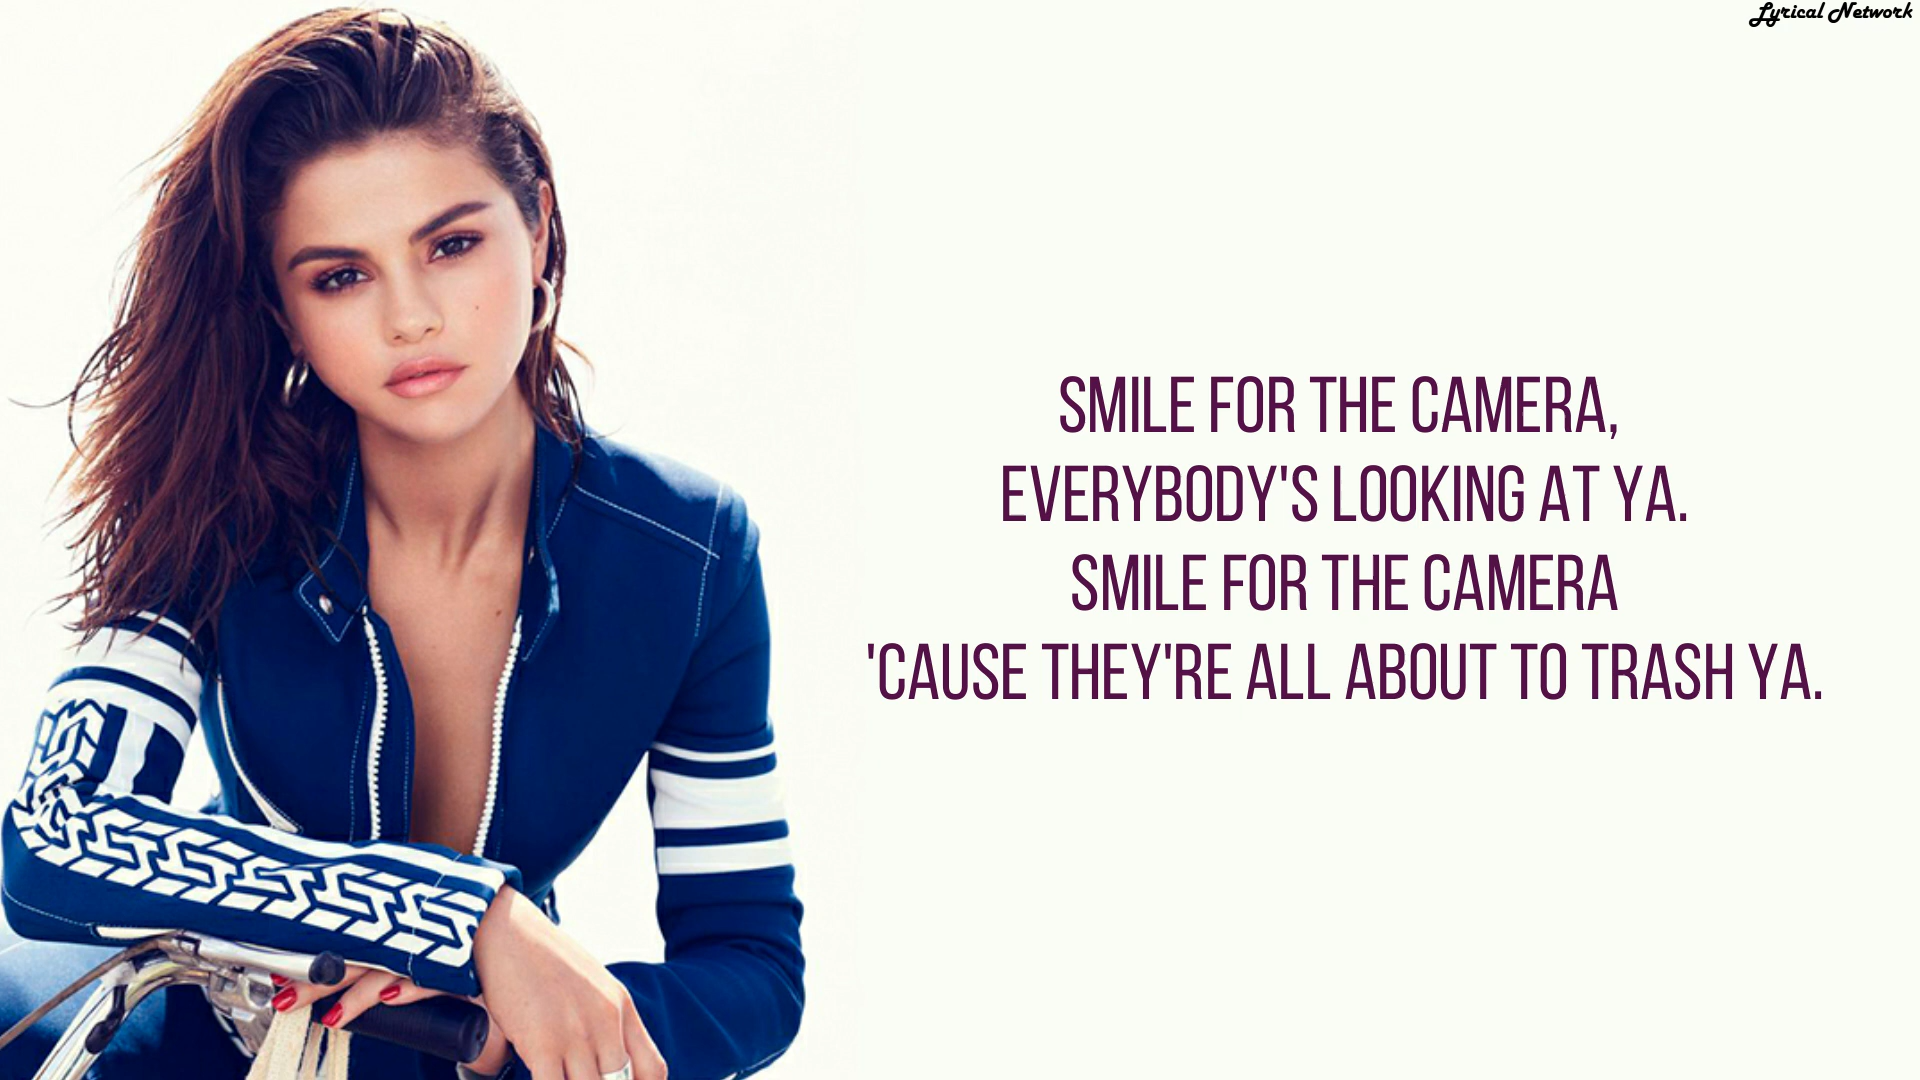 Lyrical Network
SMILE FOR THE CAMERA,
EVERYBODY'S LOOKING AT YA.
SMILE FOR THE CAMERA
'CAUSE THEY'RE ALL ABOUT TO TRASH YA.